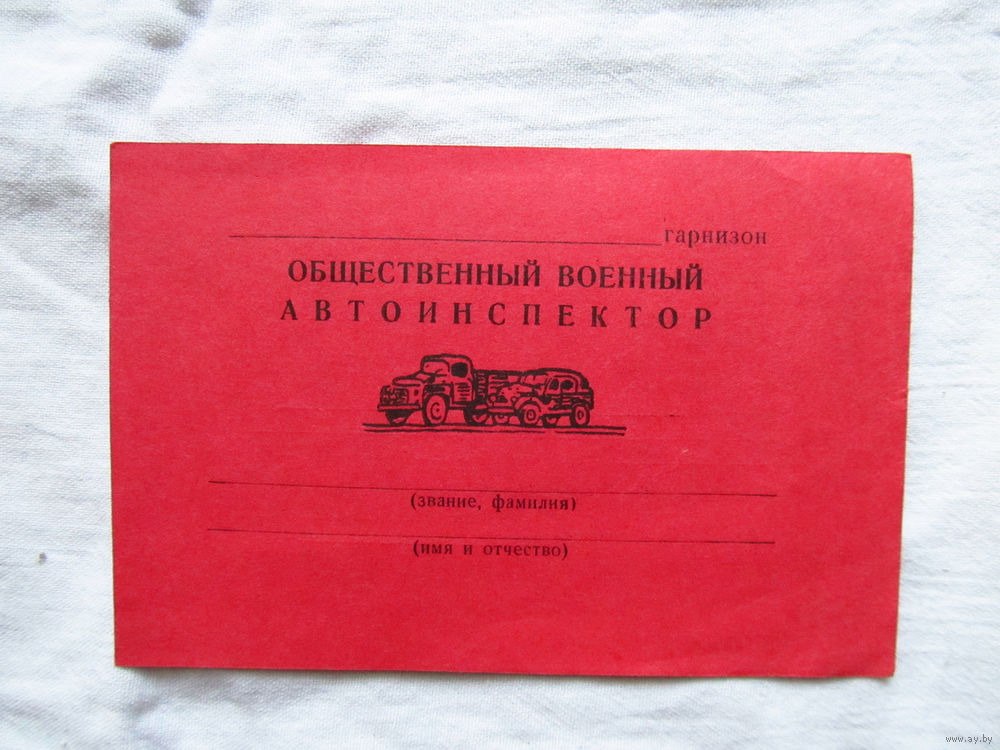 гарнизон
ОБЩЕСТВЕННЫЙ ВОЕННЫЙ
АВТОИНСПЕКТОР
(звание, фамилия)
(имя и отчество)
www.ay.by